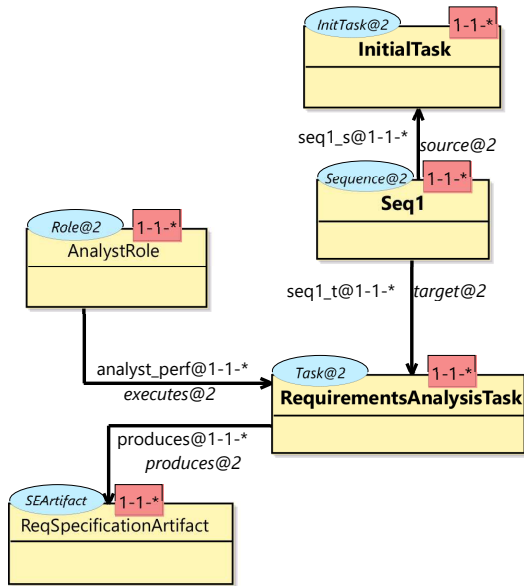 InitTask@2 1-1-*
InitialTask
seq1_s@1-1-*
source@2
Sequence@2 1-1-*
Seq1
Role@2 1-1-*
AnalystRole
seq1_t@1-1-* target@2
analyst_perf@1-1-*
executes@2
Task@2 1-1-*
RequirementsAnalysisTask
produces@1-1-*
produces@2
SEArtifact 1-1-*
ReqSpecificationArtifact